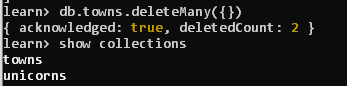 learn> db.towns.deleteMany({})
{ acknowledged: true, deletedCount: 2 }
learn> show collections
towns
unicorns